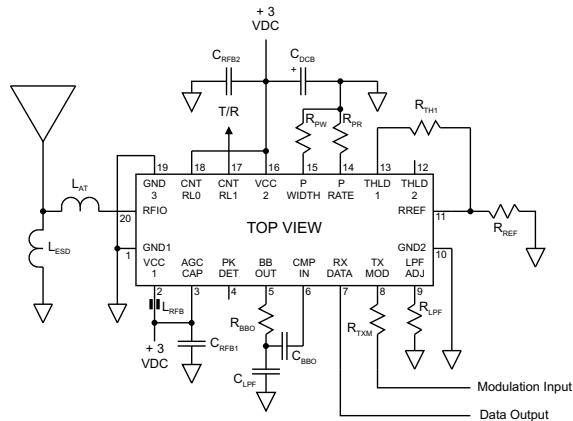 + 3
VDC
CRFB2
CDCB
+
T/R
RPW
RPR
RTH1
19
18
17
16
15
14
13
12
LAT
GND
3
CNT
RL0
CNT
RL1
VCC
2
P
WIDTH
P
RATE
THLD
1
THLD
2
20
RFIO
RREF
11
TOP VIEW
RREF
LESD
1
GND1
GND2
10
VCC
1
AGC
CAP
PK
DET
BB
OUT
CMP
IN
RX
DATA
TX
MOD
LPF
ADJ
2
3
4
5
6
7
8
9
LRFB
RBBO
RTXM
RLPF
+ 3
VDC
CRFB1
CBBO
CLPF
Modulation Input
Data Output